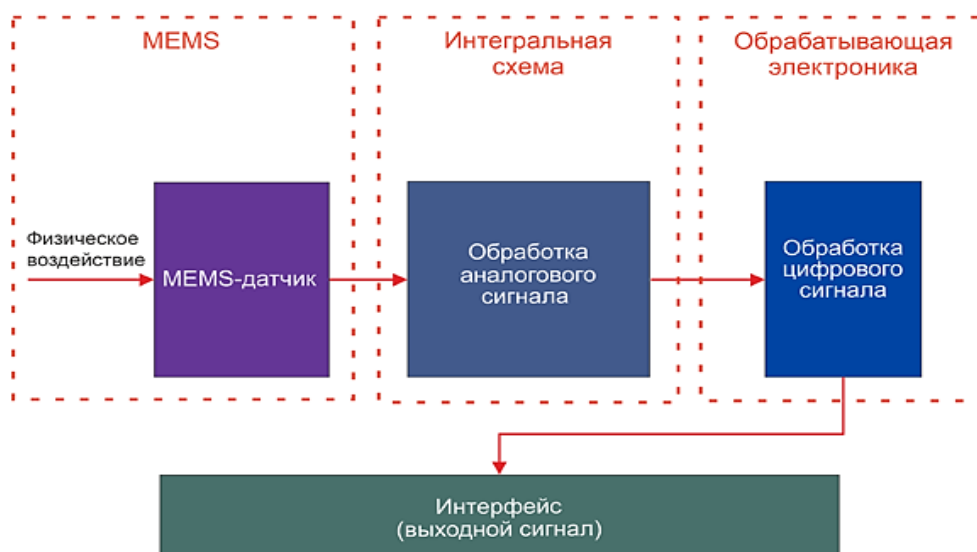 MEMS
Интегральная
схема
Обрабатывающая
электроника
Физическое
воздействие
MEMS-датчик
Обработка
аналогового
сигнала
Обработка
цифрового
сигнала
Интерфейс
(выходной сигнал)